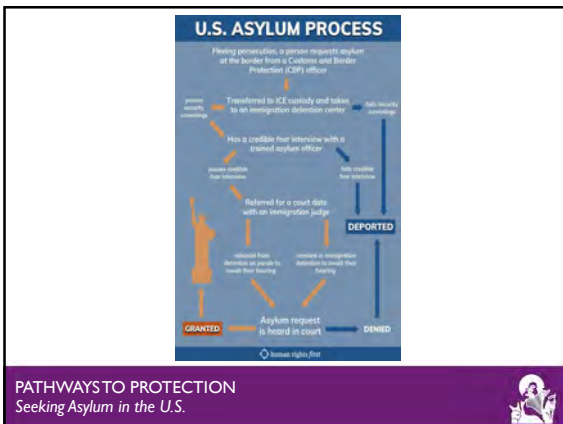 U.S. ASYLUM PROCESS
Fleeing persecution, a person requests asylum
at the border from a Customs and Border
Protection (CBP) officer
passes
security
screenings
Transferred to ICE custody and taken
to an immigration detention center
fails security
screenings
Has a credible fear interview with a
trained asylum officer
passes credible
fear interview
fails credible
fear interview
Referred for a court date
with an immigration judge
DEPORTED
released from
detention on parole to
await their hearing
remains in immigration
detention to await their
hearing
GRANTED
Asylum request
is heard in court
DENIED
human rights first
PATHWAYS TO PROTECTION
Seeking Asylum in the U.S.